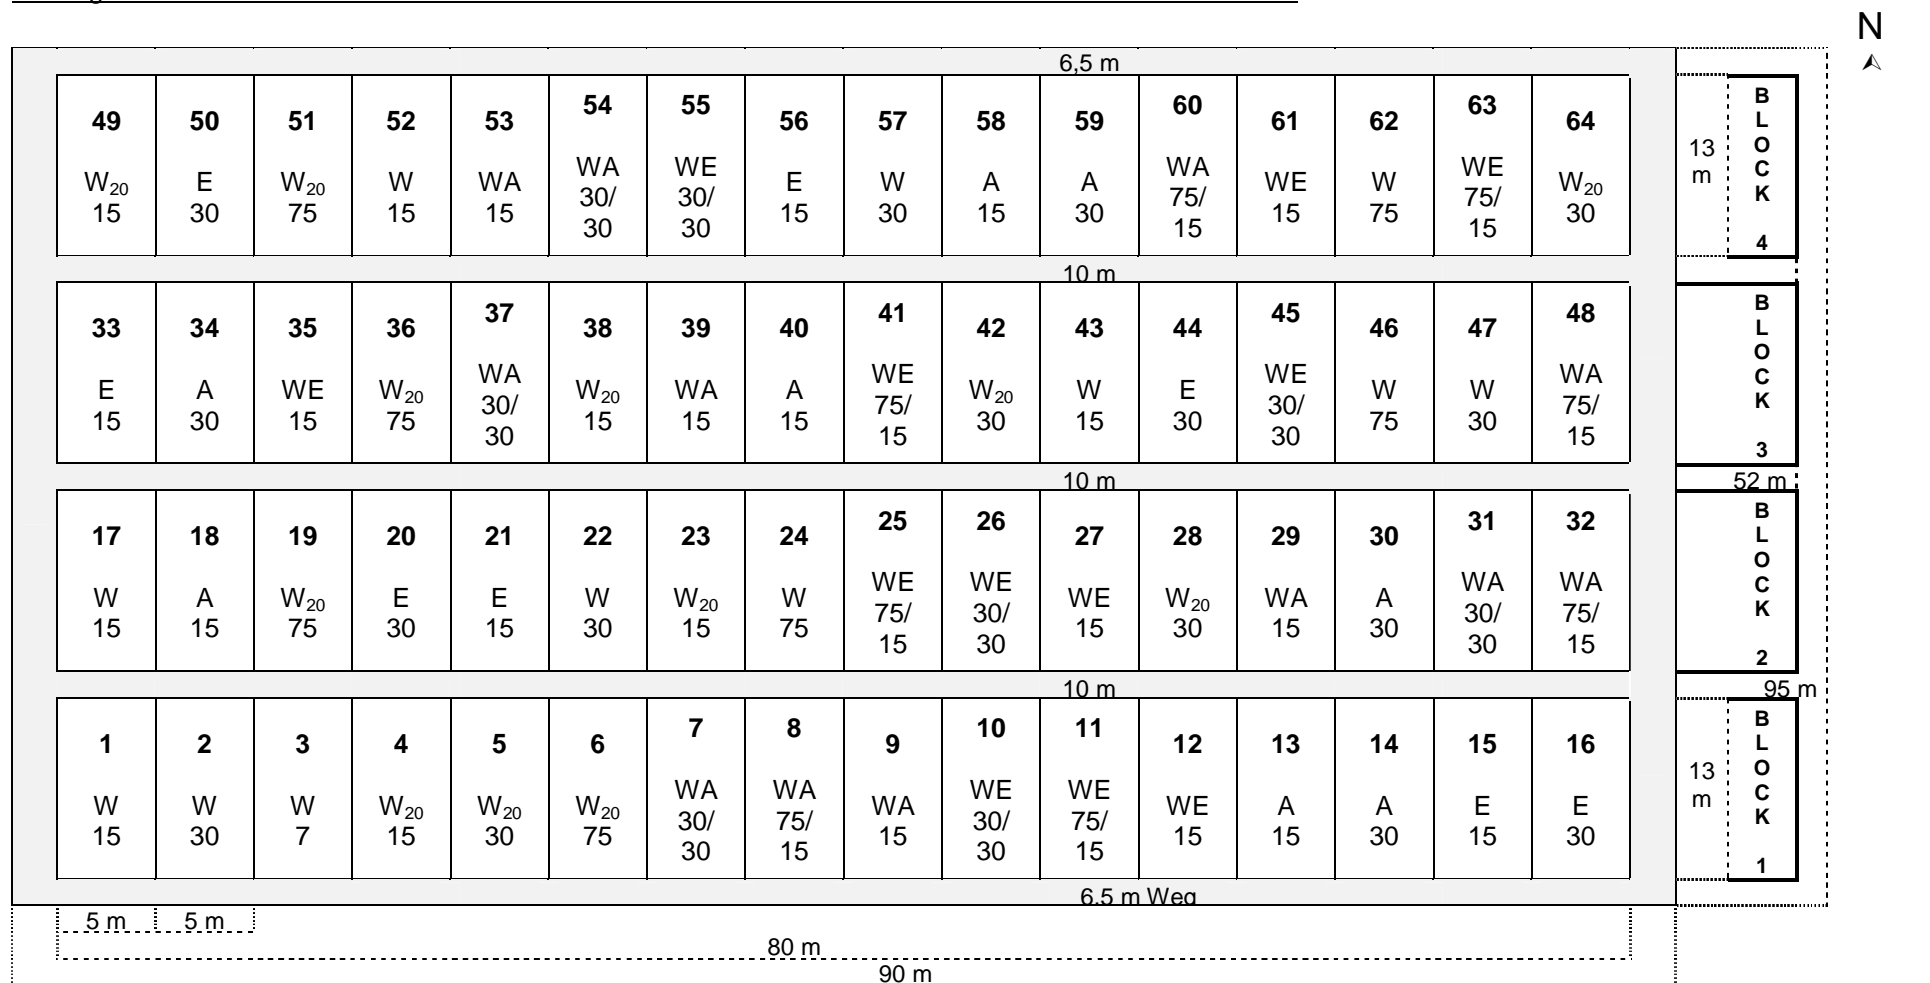 N
6,5 m
49 50 51 52 53 54 55 56 57 58 59 60 61 62 63 64
W20 E W20 W WA WA WE E W A A WA WE W WE W20
15 30 75 15 15 30/ 30/ 15 30 15 30 75/ 15 75 75/ 30
30 30 15 15
13
m
B
L
O
C
K
4
10 m
33 34 35 36 37 38 39 40 41 42 43 44 45 46 47 48
E A WE W20 WA W20 WA A WE W20 W E WE W W WA
15 30 15 75 30/ 15 15 15 75/ 30 15 30 30/ 75 30 75/
30 15 30 15
B
L
O
C
K
3
10 m
52 m
17 18 19 20 21 22 23 24 25 26 27 28 29 30 31 32
W A W20 E E W W20 W WE WE WE W20 WA A WA WA
15 15 75 30 15 30 15 75 75/ 30/ 15 30 15 30 30/ 75/
15 30 30 15
B
L
O
C
K
2
10 m
95 m
1 2 3 4 5 6 7 8 9 10 11 12 13 14 15 16
W W W W20 W20 W20 WA WA WA WE WE WE A A E E
15 30 7 15 30 75 30/ 75/ 15 30/ 75/ 15 15 30 15 30
30 15 30 15
13
m
B
L
O
C
K
1
6,5 m Weg
5 m 5 m
80 m
90 m